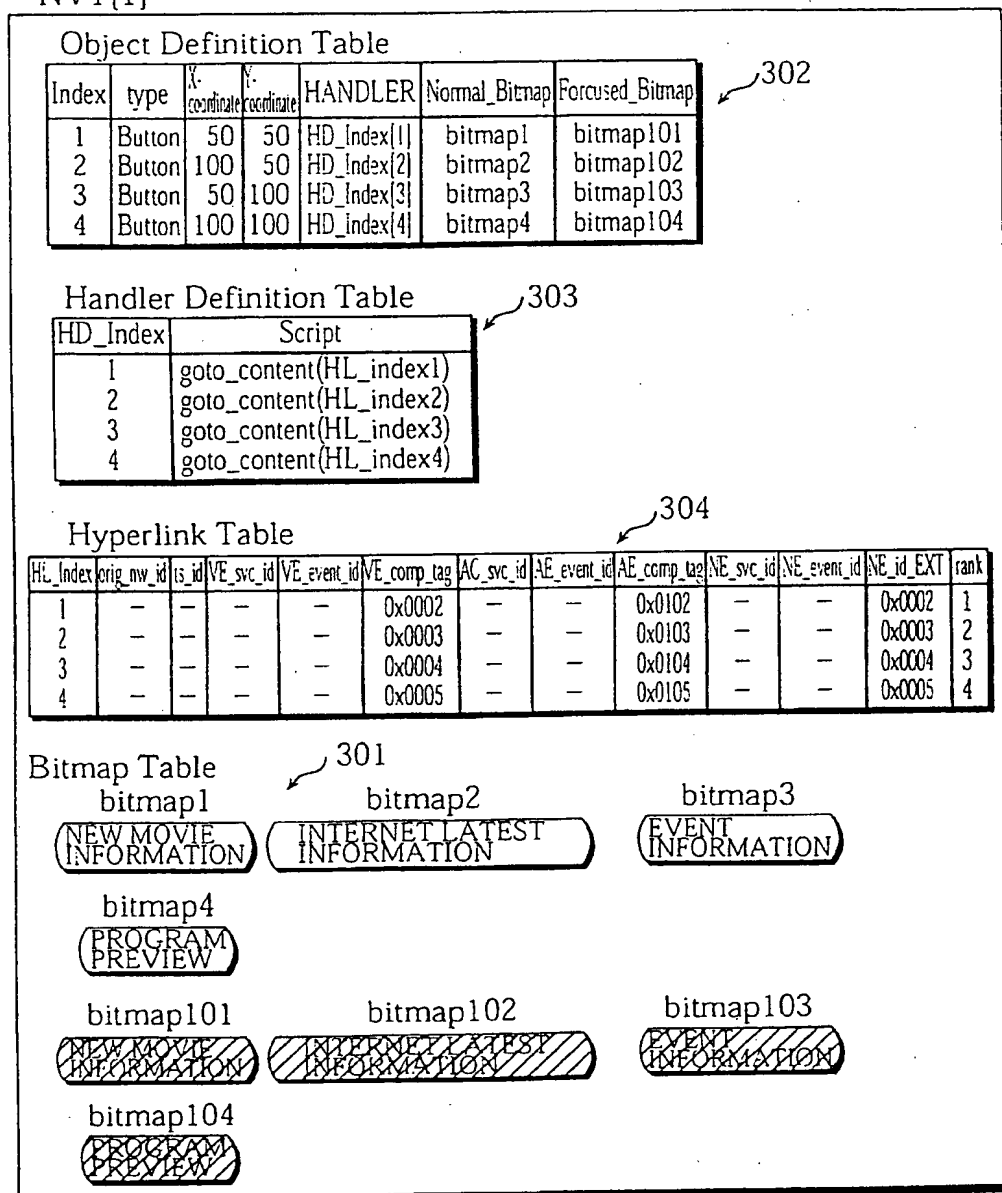 NVT{1}
Object Definition Table
302
Index type X-coordinate Y-coordinate HANDLER Normal_Bitmap Forcused_Bitmap
1 Button 50 50 HD_Index[1] bitmap1 bitmap101
2 Button 100 50 HD_Index[2] bitmap2 bitmap102
3 Button 50 100 HD_Index[3] bitmap3 bitmap103
4 Button 100 100 HD_index[4] bitmap4 bitmap104
Handler Definition Table
303
HD_Index Script
1 goto_content(HL_index1)
2 goto_content(HL_index2)
3 goto_content(HL_index3)
4 goto_content(HL_index4)
Hyperlink Table
304
HL_Index orig_nw_id ts_id VE_svc_id VE_event_id VE_comp_tag AC_svc_id AE_event_id AE_comp_tag NE_svc_id NE_event_id NE_id_EXT rank
1 — — — — 0x0002 — — 0x0102 — — 0x0002 1
2 — — — — 0x0003 — — 0x0103 — — 0x0003 2
3 — — — — 0x0004 — — 0x0104 — — 0x0004 3
4 — — — — 0x0005 — — 0x0105 — — 0x0005 4
Bitmap Table
301
bitmap1 bitmap2 bitmap3
NEW MOVIE INTERNET LATEST EVENT
INFORMATION INFORMATION INFORMATION
bitmap4
PROGRAM
PREVIEW
bitmap101 bitmap102 bitmap103
NEW MOVIE INTERNET LATEST EVENT
INFORMATION INFORMATION INFORMATION
bitmap104
PROGRAM
PREVIEW